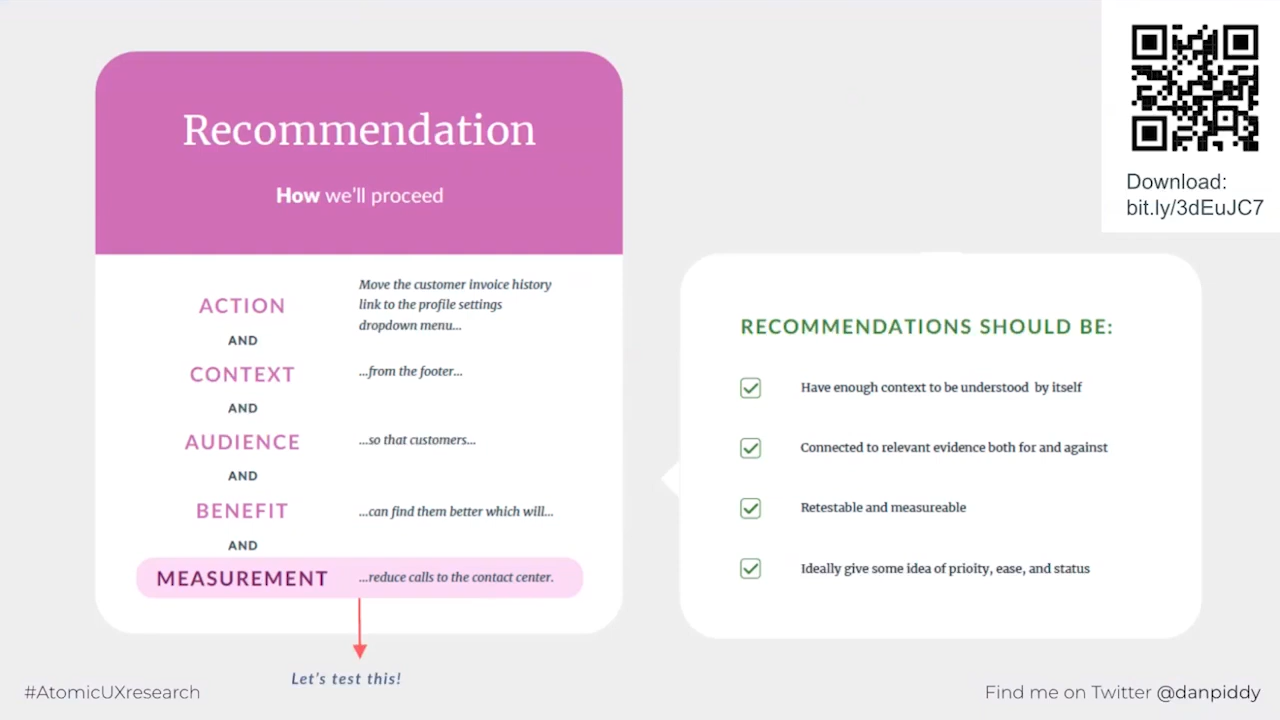 Recommendation
How we'll proceed
ACTION
Move the customer invoice history
link to the profile settings
dropdown menu...
AND
CONTEXT
...from the footer...
AND
AUDIENCE
...so that customers...
AND
BENEFIT
...can find them better which will...
AND
MEASUREMENT
...reduce calls to the contact center.
Let's test this!
Download:
bit.ly/3dEuJC7
RECOMMENDATIONS SHOULD BE:
Have enough context to be understood by itself
Connected to relevant evidence both for and against
Retestable and measureable
Ideally give some idea of prioity, ease, and status
#AtomicUXresearch
Find me on Twitter @danpiddy